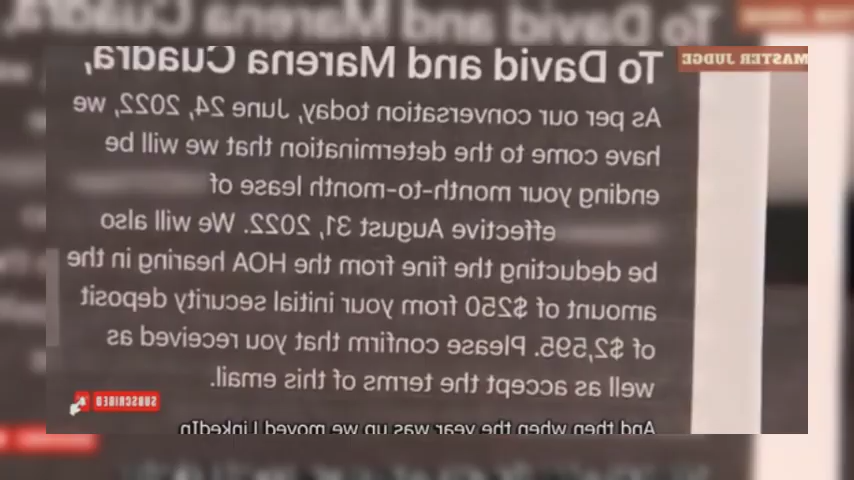 MASTER JUDGE
To David and Marena Cuadra,
As per our conversation today, June 24, 2022, we
have come to the determination that we will be
ending your month-to-month lease of
effective August 31, 2022. We will also
be deducting the fine from the HOA hearing in the
amount of $250 from your initial security deposit
of $2,595. Please confirm that you received as
well as accept the terms of this email.
SUBSCRIBED
And then when the year was up we moved LinkedIn